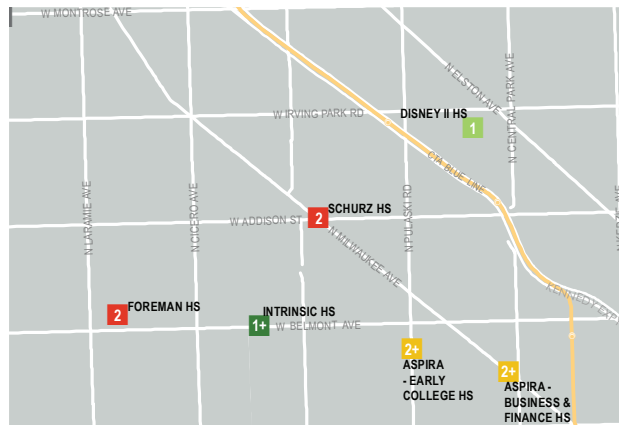 W MONTROSE AVE
N ELSTON AVE
N CENTRAL PARK AVE
W IRVING PARK RD
DISNEY II HS
1
CTA BLUE LINE
N LARAMIE AVE
N CICERO AVE
N PULASKI RD
2
SCHURZ HS
W ADDISON ST
N MILWAUKEE AVE
KENNEDY EXP
2
FOREMAN HS
1+
INTRINSIC HS
W BELMONT AVE
2+
ASPIRA
- EARLY
COLLEGE HS
2+
ASPIRA -
BUSINESS &
FINANCE HS